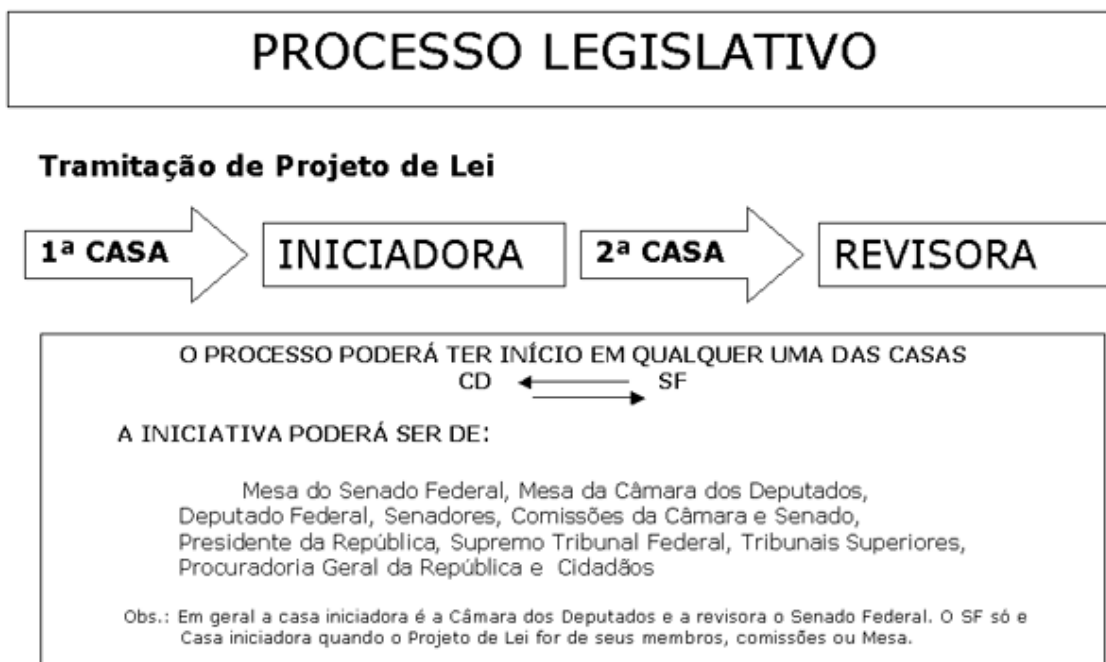 PROCESSO LEGISLATIVO
Tramitação de Projeto de Lei
1ª CASA
INICIADORA
2ª CASA
REVISORA
O PROCESSO PODERÁ TER INÍCIO EM QUALQUER UMA DAS CASAS
CD SF
A INICIATIVA PODERÁ SER DE:
Mesa do Senado Federal, Mesa da Câmara dos Deputados,
Deputado Federal, Senadores, Comissões da Câmara e Senado,
Presidente da República, Supremo Tribunal Federal, Tribunais Superiores,
Procuradoria Geral da República e Cidadãos
Obs.: Em geral a casa iniciadora é a Câmara dos Deputados e a revisora o Senado Federal. O SF só e
Casa iniciadora quando o Projeto de Lei for de seus membros, comissões ou Mesa.